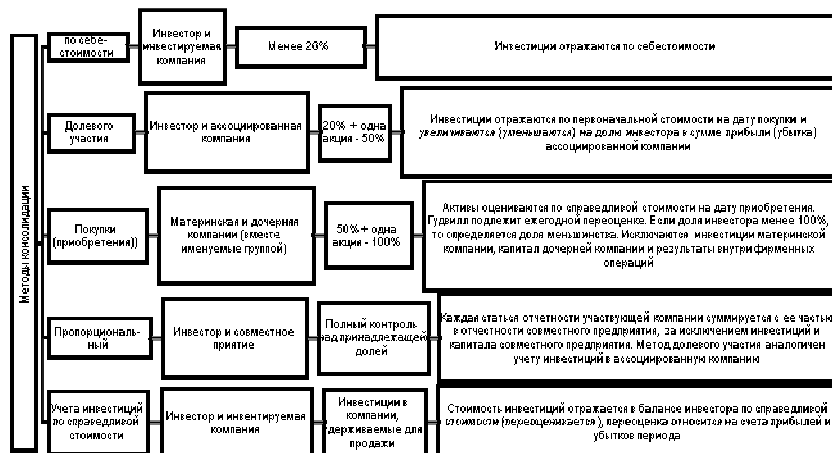 Методы консолидации
по себе-
стоимости
Инвестор и
инвестируемая
компания
Менее 20%
Инвестиции отражаются по себестоимости
Долевого
участия
Инвестор и ассоциированная
компания
20% + одна
акция - 50%
Инвестиции отражаются по первоначальной стоимости на дату покупки и
увеличиваются (уменьшаются) на долю инвестора в сумме прибыли (убытка)
ассоциированной компании
Покупки
(приобретения))
Материнская и дочерняя
компании (вместе
именуемые группой)
50% + одна
акция - 100%
Активы оцениваются по справедливой стоимости на дату приобретения.
Гудвилл подлежит ежегодной переоценке. Если доля инвестора менее 100%,
то определяется доля меньшинства. Исключаются инвестиции материнской
компании, капитал дочерней компании и результаты внутрифирменных
операций
Пропорциональ-
ный
Инвестор и совместное
приятие
Полный контроль
над принадлежащей
долей
Каждая статья отчетности участвующей компании суммируется с ее частью
в отчетности совместного предприятия, за исключением инвестиций и
капитала совместного предприятия. Метод долевого участия аналогичен
учету инвестиций в ассоциированную компанию
Учета инвестиций
по справедливой
стоимости
Инвестор и инвентируемая
компания
Инвестиции в
компании,
удерживаемые для
продажи
Стоимость инвестиций отражается в балансе инвестора по справедливой
стоимости (переоценивается), переоценка относится на счета прибылей и
убытков периода